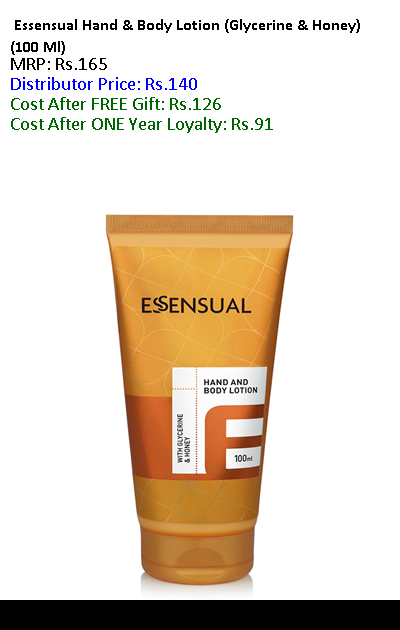 Essensual Hand & Body Lotion (Glycerine & Honey)
(100 Ml)
MRP: Rs.165
Distributor Price: Rs.140
Cost After FREE Gift: Rs.126
Cost After ONE Year Loyalty: Rs.91
ESSENSUAL
HAND AND
BODY LOTION
WITH GLYCERINE
& HONEY
100ml